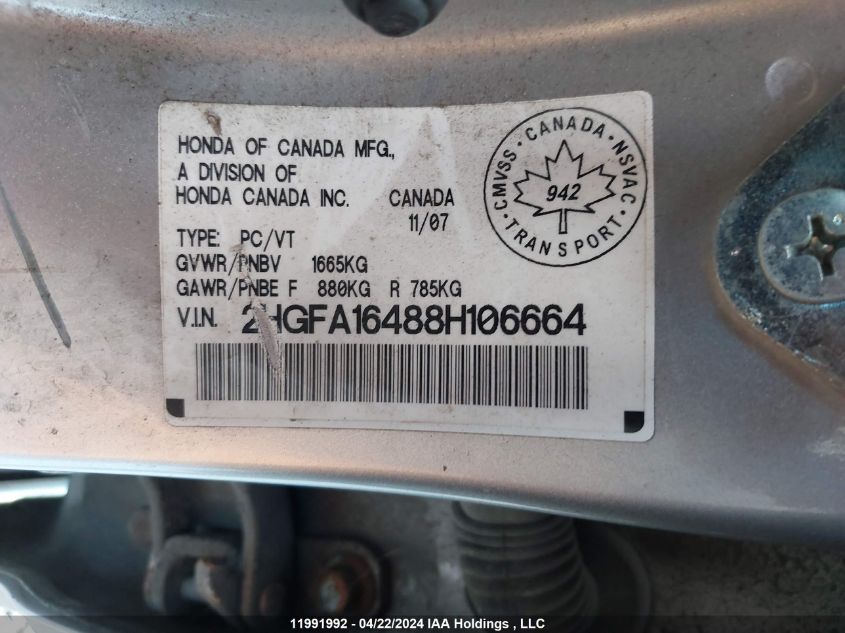 HONDA OF CANADA MFG.,
A DIVISION OF
HONDA CANADA INC. CANADA
11/07
TYPE: PC/VT
GVWR/PNBV 1665KG
GAWR/PNBE F 880KG R 785KG
V.I.N. 2HGFA16488H106664
CMVSS • CANADA • NSVAC • TRANSPORT •
942
11991992 - 04/22/2024 IAA Holdings , LLC